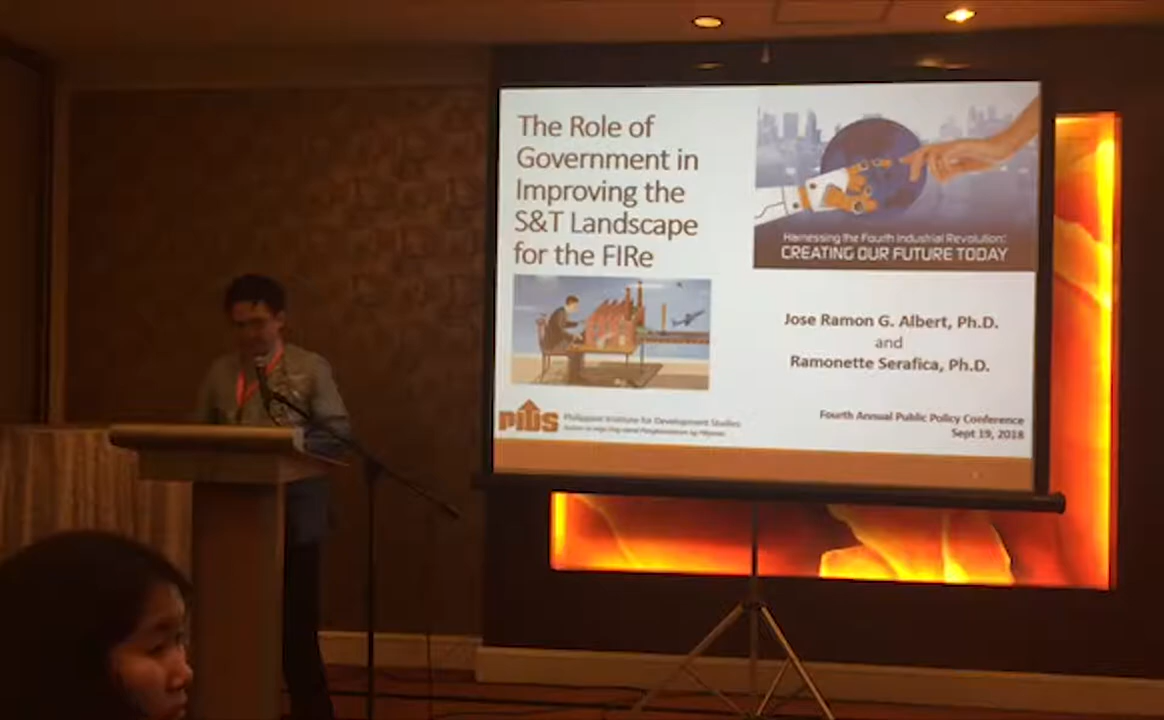 The Role of
Government in
Improving the
S&T Landscape
for the FIRe
Harnessing the Fourth Industrial Revolution:
CREATING OUR FUTURE TODAY
Jose Ramon G. Albert, Ph.D.
and
Ramonette Serafica, Ph.D.
PIDS
Philippine Institute for Development Studies
Fourth Annual Public Policy Conference
Sept 19, 2018